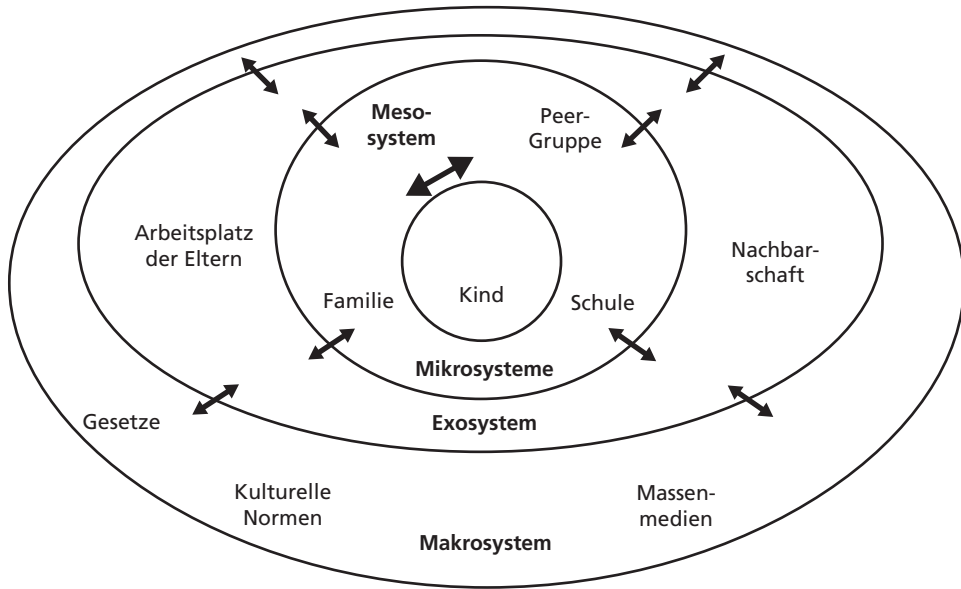 Meso-
system
Peer-
Gruppe
Arbeitsplatz
der Eltern
Nachbar-
schaft
Familie
Kind
Schule
Mikrosysteme
Gesetze
Exosystem
Kulturelle
Normen
Massen-
medien
Makrosystem